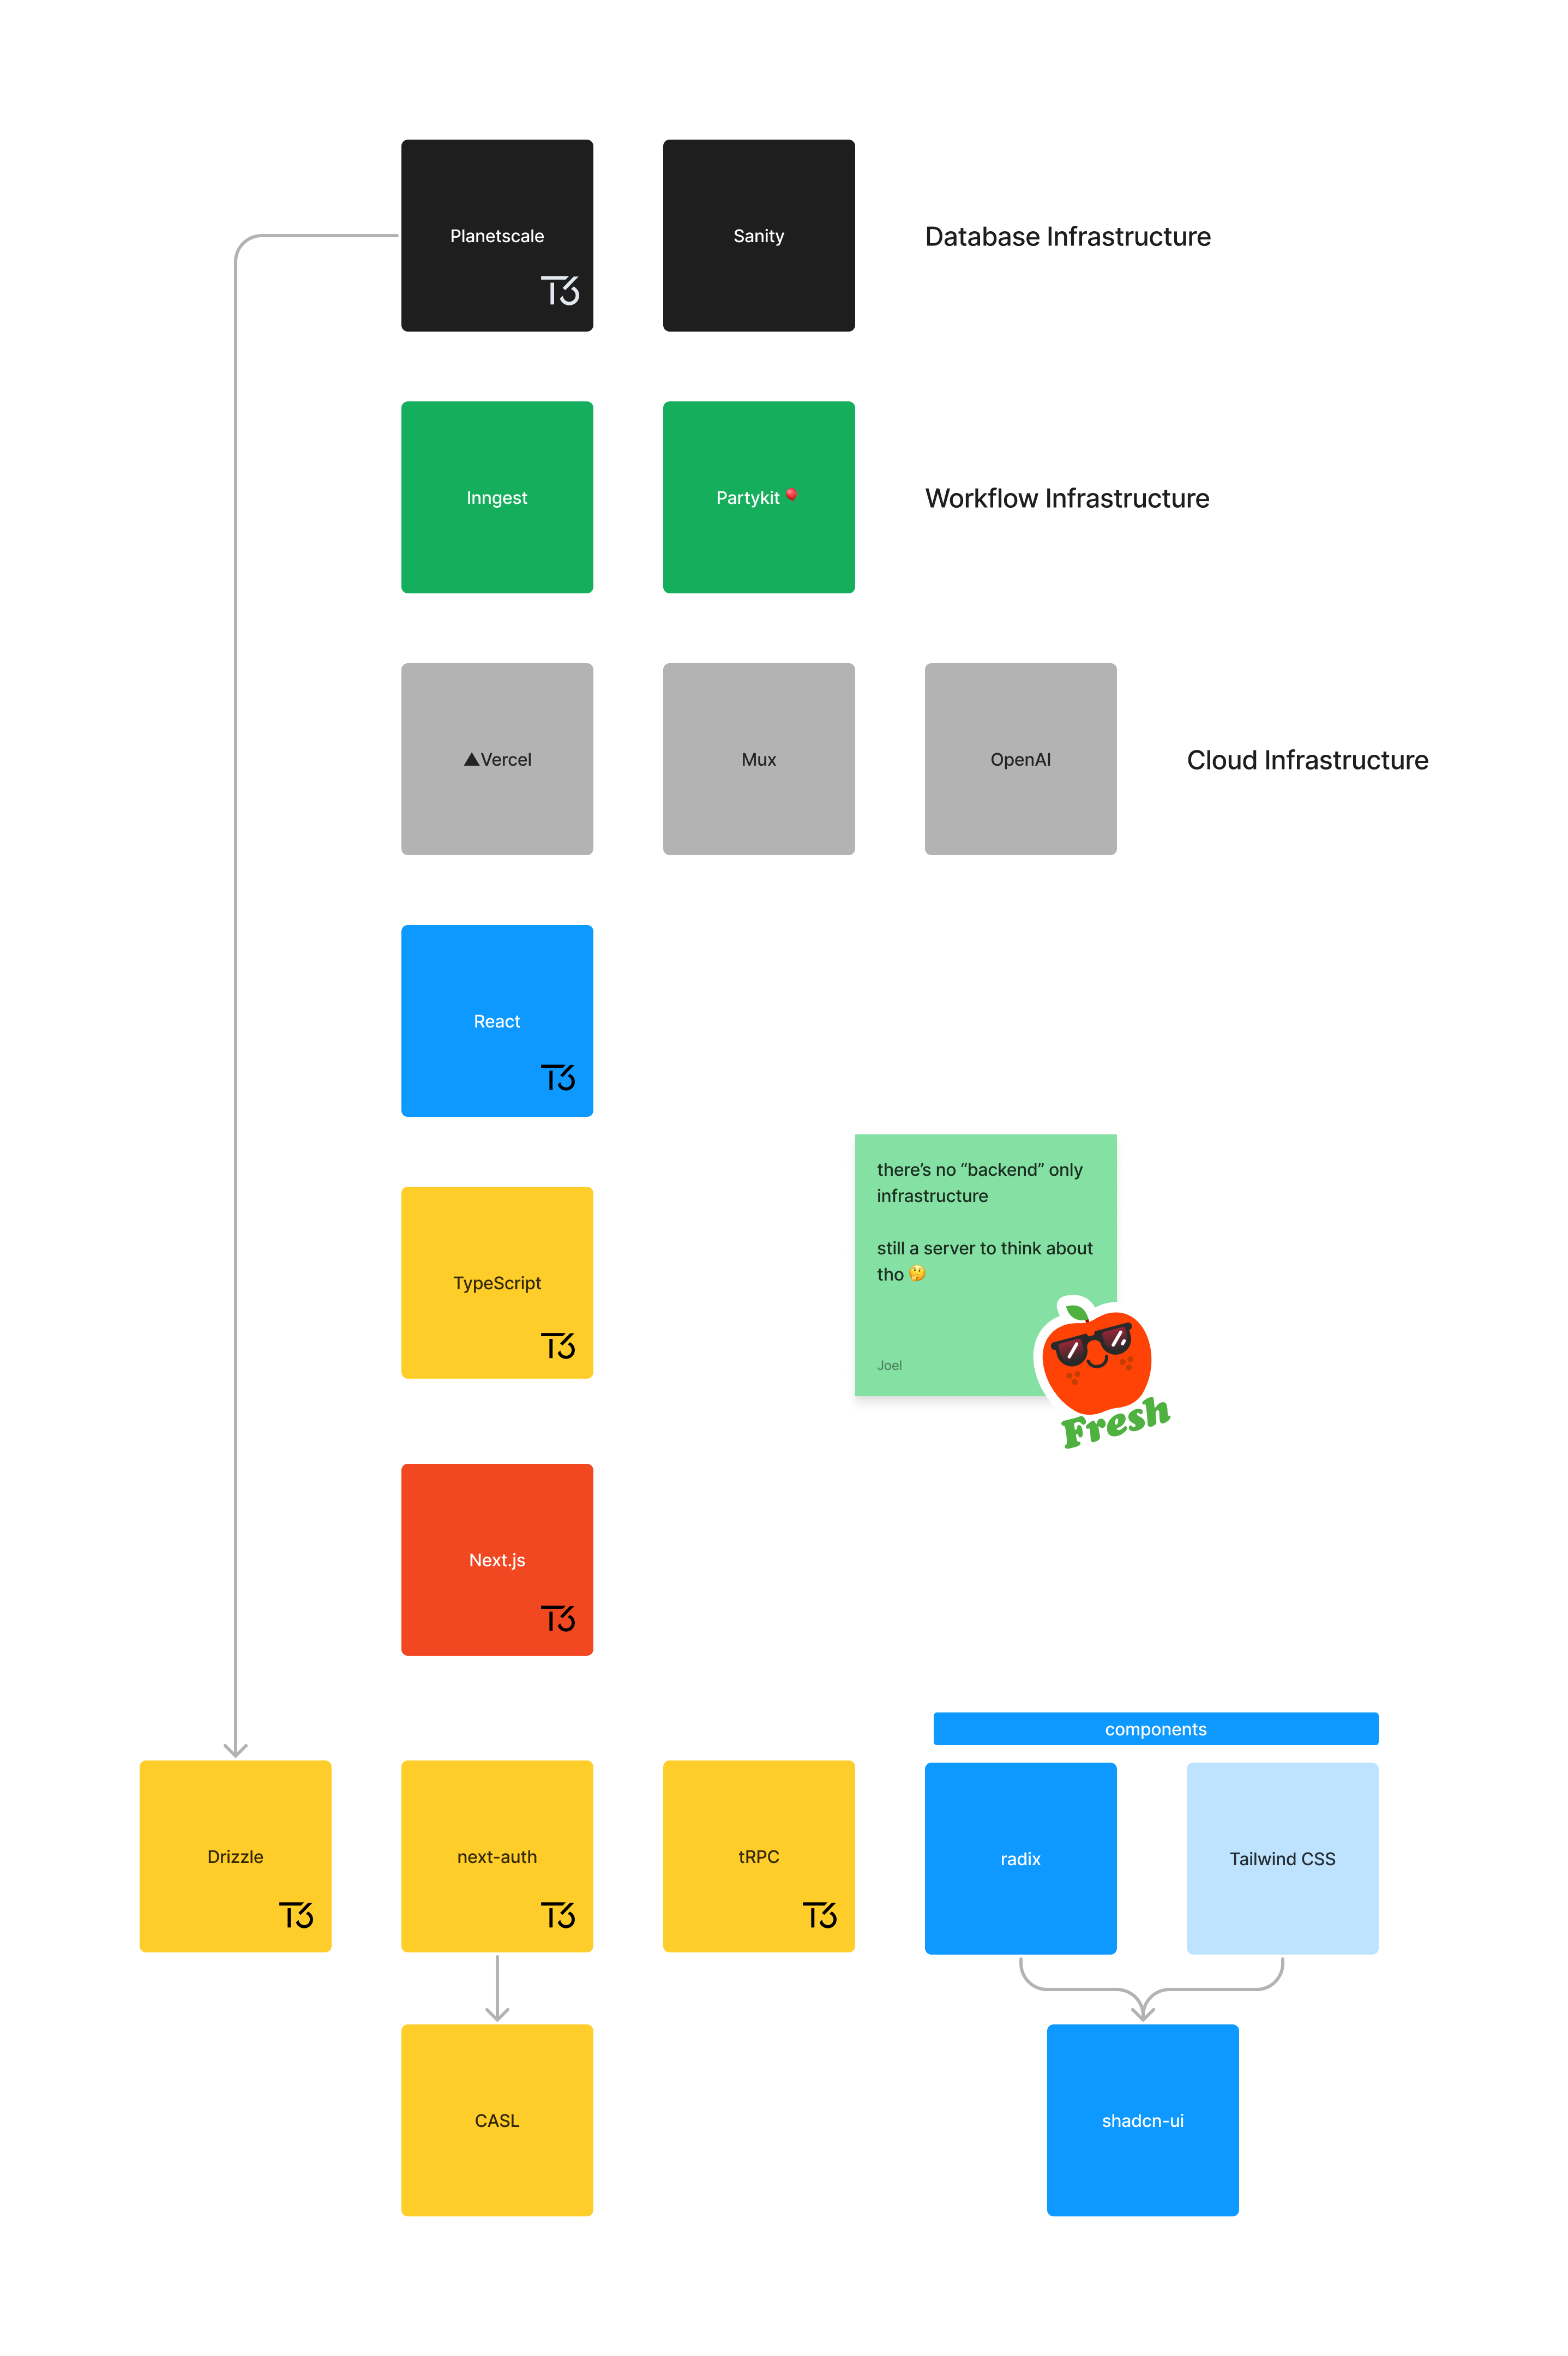 Planetscale
T3
Sanity
Database Infrastructure
Inngest
Partykit🎈
Workflow Infrastructure
▲Vercel
Mux
OpenAI
Cloud Infrastructure
React
T3
there’s no “backend” only
infrastructure
still a server to think about
tho 🤔
Joel
Fresh
TypeScript
T3
Next.js
T3
components
Drizzle
T3
next-auth
T3
tRPC
T3
radix
Tailwind CSS
CASL
shadcn-ui